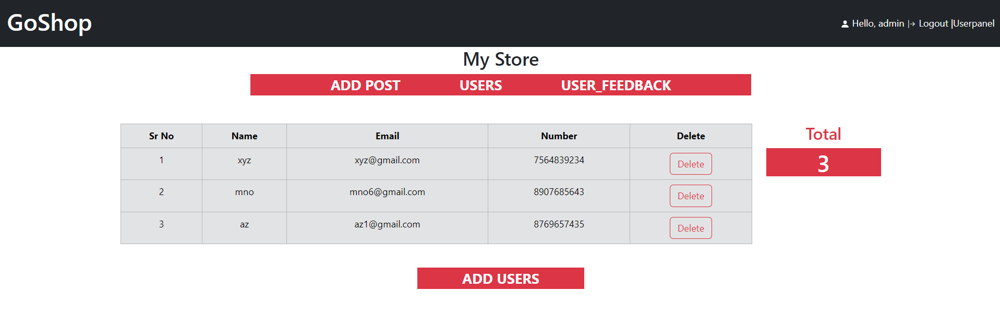 GoShop
Hello, admin Logout |Userpanel
My Store
ADD POST USERS USER_FEEDBACK
Sr No Name Email Number Delete
Total
1 xyz xyz@gmail.com 7564839234 Delete
3
2 mno mno6@gmail.com 8907685643 Delete
3 az az1@gmail.com 8769657435 Delete
ADD USERS